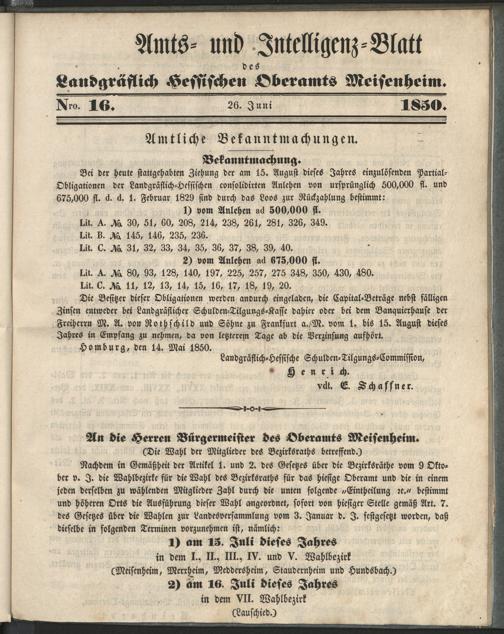 Amts- und Intelligenz-Blatt
des
Landgräflich Hessischen Oberamts Meisenheim.
Nro. 16. 26. Juni 1850.
Amtliche Bekanntmachungen.
Bekanntmachung.
Bei der heute stattgehabten Ziehung der am 15. August dieses Jahres einzulösenden Partial-
Obligationen der Landgräflich-Hessischen consolidirten Anlehen von ursprünglich 500,000 fl. und
675,000 fl. d. d. 1. Februar 1829 sind durch das Loos zur Rückzahlung bestimmt:
1) vom Anlehen ad 500,000 fl.
Lit. A. № 30, 51, 60, 208, 214, 238, 261, 281, 326, 349.
Lit. B. № 145, 146, 235, 236.
Lit. C. № 31, 32, 33, 34, 35, 36, 37, 38, 39, 40.
2) vom Anlehen ad 675,000 fl.
Lit. A. № 80, 93, 128, 140, 197, 225, 257, 275 348, 350, 430, 480.
Lit. C. № 11, 12, 13, 14, 15, 16, 17, 18, 19, 20.
Die Besitzer dieser Obligationen werden andurch eingeladen, die Capital-Beträge nebst fälligen
Zinsen entweder bei Landgräflicher Schulden-Tilgungs-Kasse dahier oder bei dem Banquierhause der
Freiherrn M. A. von Rothschild und Söhne zu Frankfurt a/M. vom 1. bis 15. August dieses
Jahres in Empfang zu nehmen, da von letzterem Tage ab die Verzinsung aufhört.
Homburg, den 14. Mai 1850.
Landgräflich-Hessische Schulden-Tilgungs-Commission,
Henrich.
vdt. E. Schaffner.
An die Herren Bürgermeister des Oberamts Meisenheim.
(Die Wahl der Mitglieder des Bezirksraths betreffend.)
Nachdem in Gemäßheit der Artikel 1. und 2. des Gesetzes über die Bezirksräthe vom 9 Okto-
ber v. J. die Wahlbezirke für die Wahl des Bezirksraths für das hiesige Oberamt und die in einem
jeden derselben zu wählenden Mitglieder Zahl durch die unten folgende „Eintheilung ꝛc." bestimmt
und höheren Orts die Ausführung dieser Wahl angeordnet, sofort von hiesiger Stelle gemäß Art. 7.
des Gesetzes über die Wahlen zur Landesversammlung vom 3. Januar d. J. festgesetzt worden, daß
dieselbe in folgenden Terminen vorzunehmen ist, nämlich:
1) am 15. Juli dieses Jahres
in dem I., II., III., IV. und V. Wahlbezirk
(Meisenheim, Merxheim, Meddersheim, Staudernheim und Hundsbach.)
2) am 16. Juli dieses Jahres
in dem VII. Wahlbezirk
(Lauschied.)